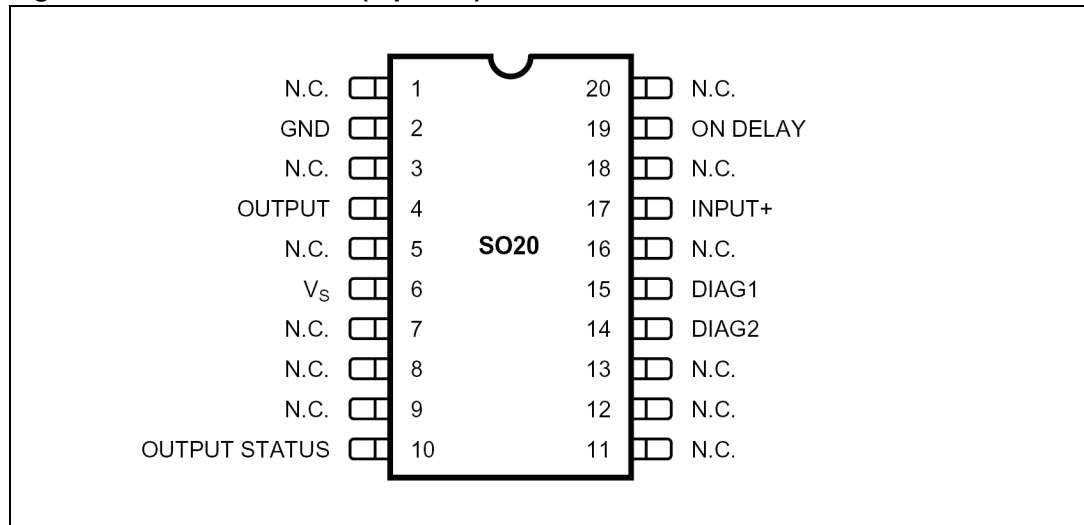 N.C. 1 20 N.C.
GND 2 19 ON DELAY
N.C. 3 18 N.C.
OUTPUT 4 17 INPUT+
N.C. 5 SO20 16 N.C.
VS 6 15 DIAG1
N.C. 7 14 DIAG2
N.C. 8 13 N.C.
N.C. 9 12 N.C.
OUTPUT STATUS 10 11 N.C.